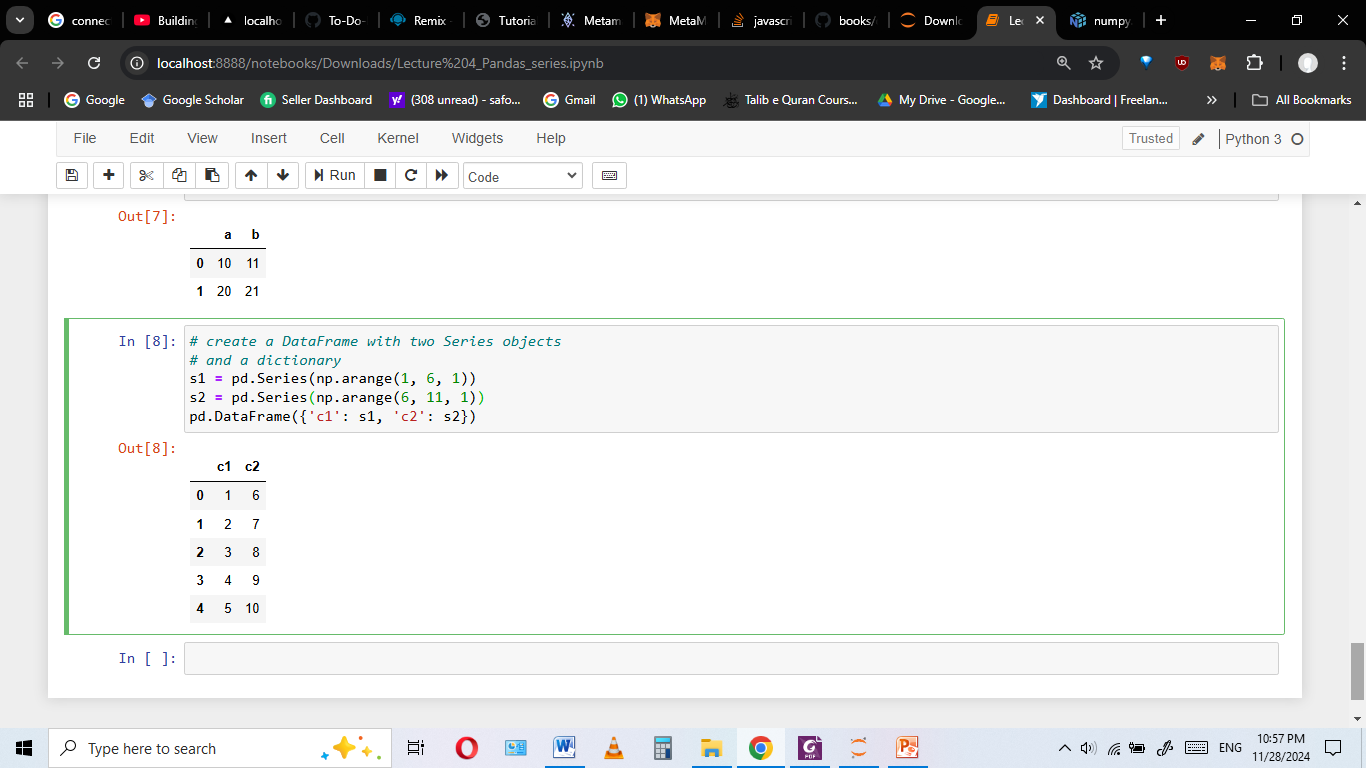 connec
Building
localho
To-Do-
Remix
Tutoria
Metam
MetaM
javascri
books/
Downl
Lec
numpy.
localhost:8888/notebooks/Downloads/Lecture%204_Pandas_series.ipynb
Google
Google Scholar
Seller Dashboard
(308 unread) - safo...
Gmail
(1) WhatsApp
Talib e Quran Cours...
My Drive - Google...
Dashboard | Freelan...
»
All Bookmarks
File Edit View Insert Cell Kernel Widgets Help
Trusted
Python 3
Run
Code
Out[7]:
a b
0 10 11
1 20 21
In [8]:
# create a DataFrame with two Series objects
# and a dictionary
s1 = pd.Series(np.arange(1, 6, 1))
s2 = pd.Series(np.arange(6, 11, 1))
pd.DataFrame({'c1': s1, 'c2': s2})
Out[8]:
c1 c2
0 1 6
1 2 7
2 3 8
3 4 9
4 5 10
In [ ]:
Type here to search
ENG
10:57 PM
11/28/2024